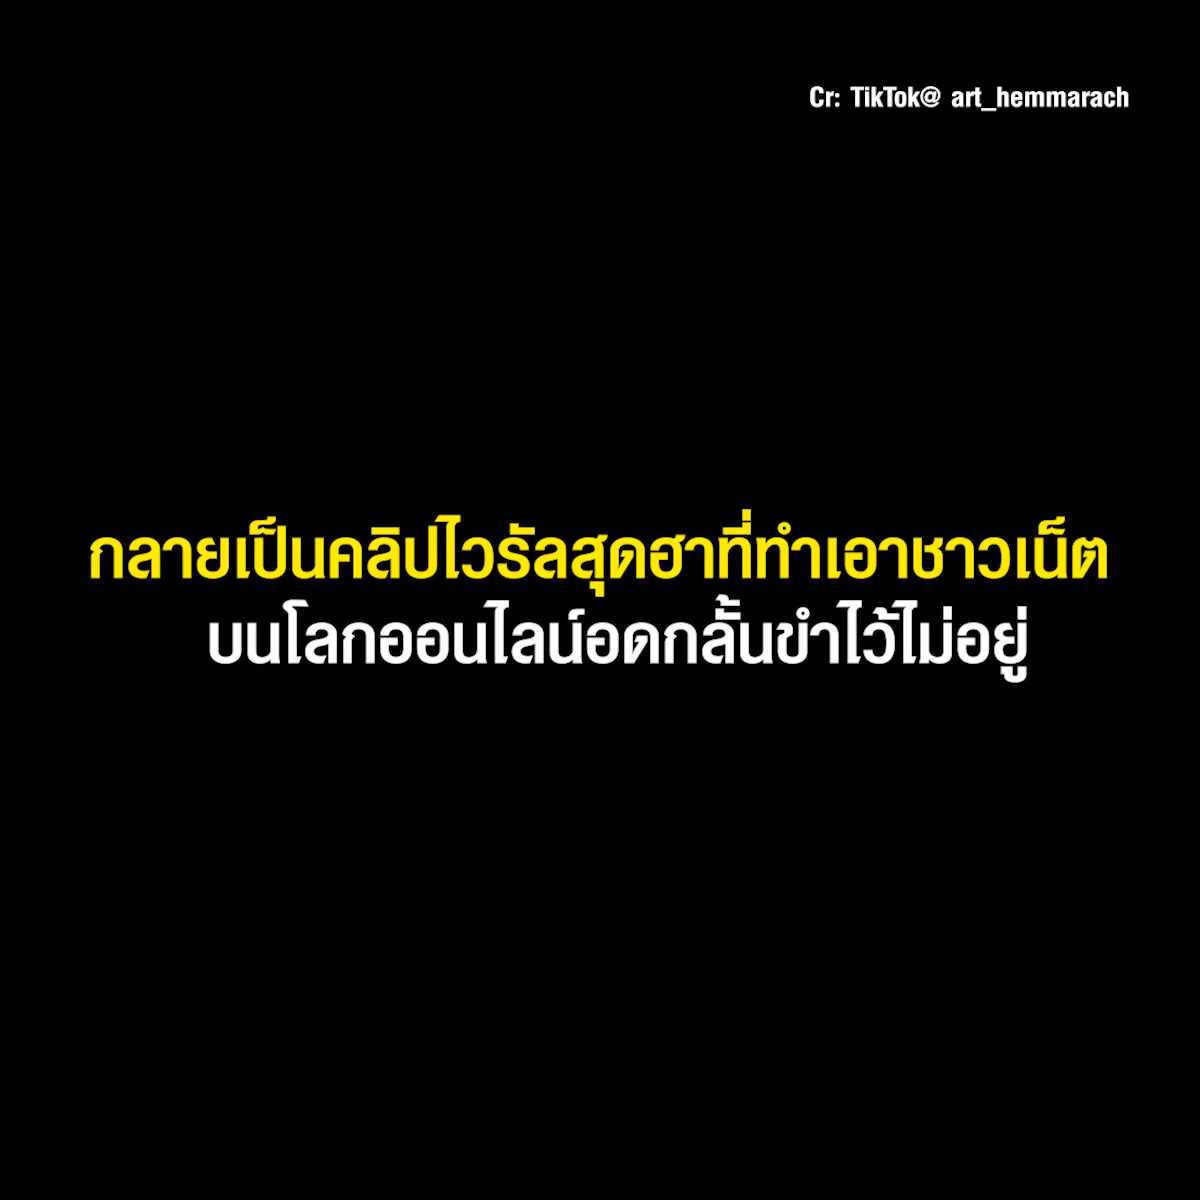 Cr: TikTok@ art_hemmarach
กลายเป็นคลิปไวรัลสุดฮาที่ทำเอาชาวเน็ต
บนโลกออนไลน์อดกลั้นขำไว้ไม่อยู่